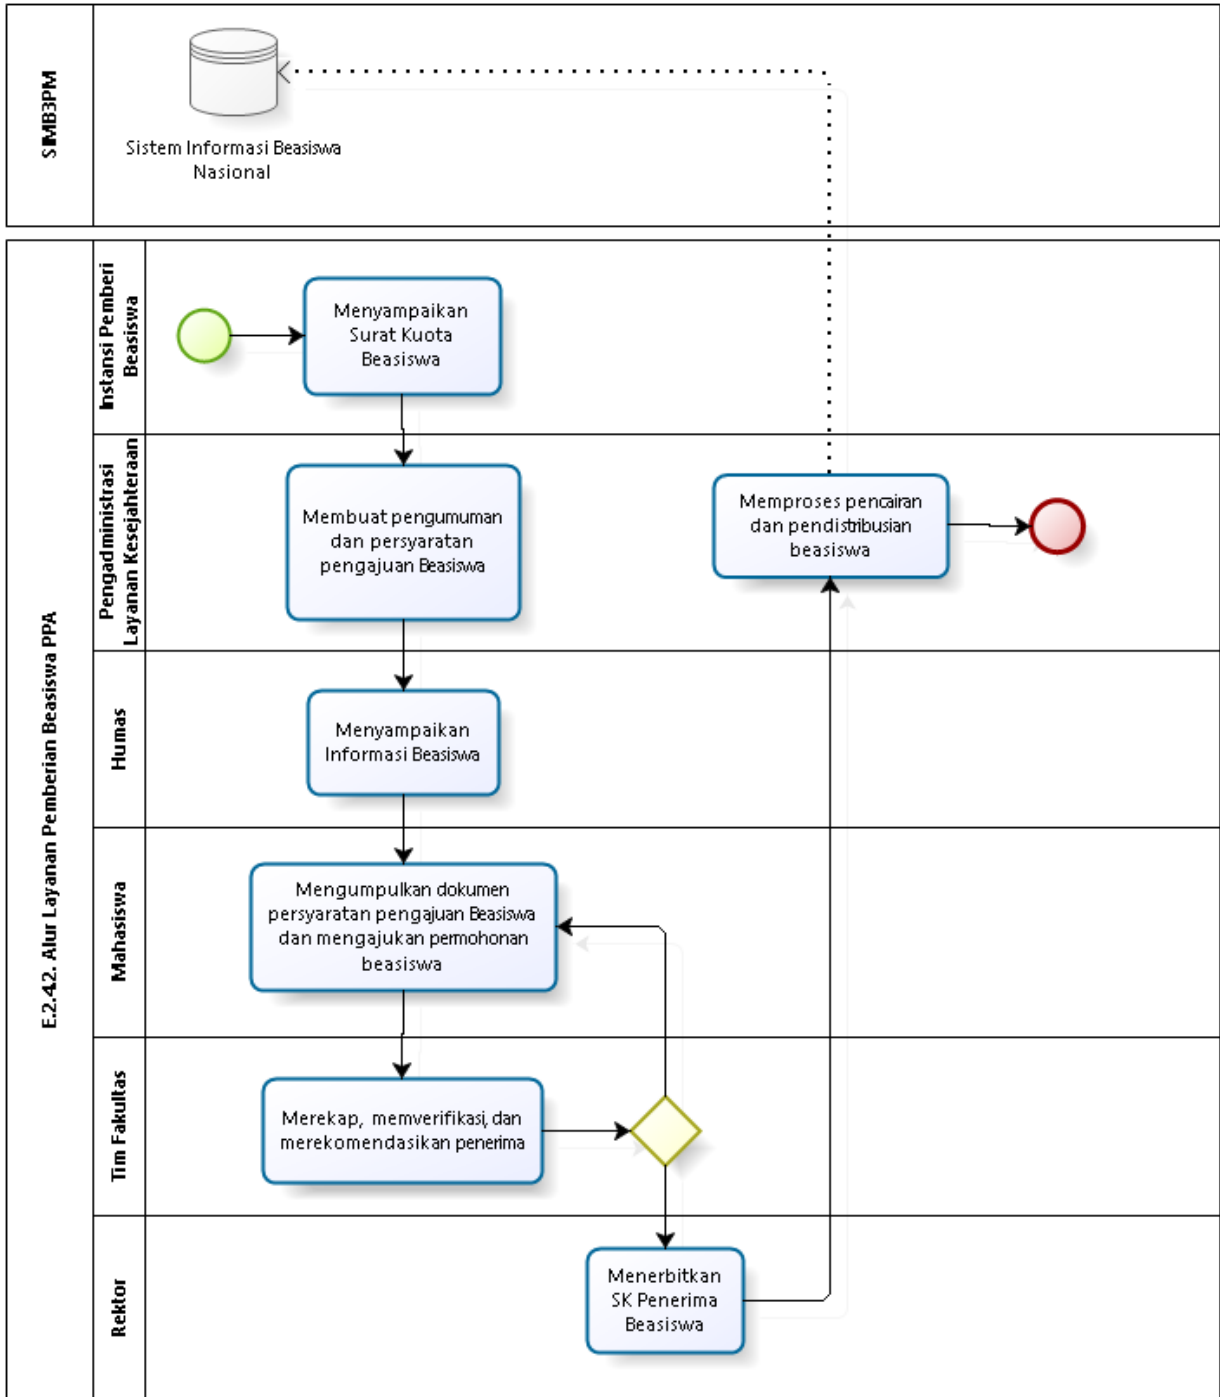 SIMB3PM
Sistem Informasi Beasiswa
Nasional
E.2.42. Alur Layanan Pemberian Beasiswa PPA
Instansi Pemberi
Beasiswa
Menyampaikan
Surat Kuota
Beasiswa
Pengadministrasi
Layanan Kesejahteraan
Membuat pengumuman
dan persyaratan
pengajuan Beasiswa
Memproses pencairan
dan pendistribusian
beasiswa
Humas
Menyampaikan
Informasi Beasiswa
Mahasiswa
Mengumpulkan dokumen
persyaratan pengajuan Beasiswa
dan mengajukan permohonan
beasiswa
Tim Fakultas
Merekap, memverifikasi, dan
merekomendasikan penerima
Rektor
Menerbitkan
SK Penerima
Beasiswa